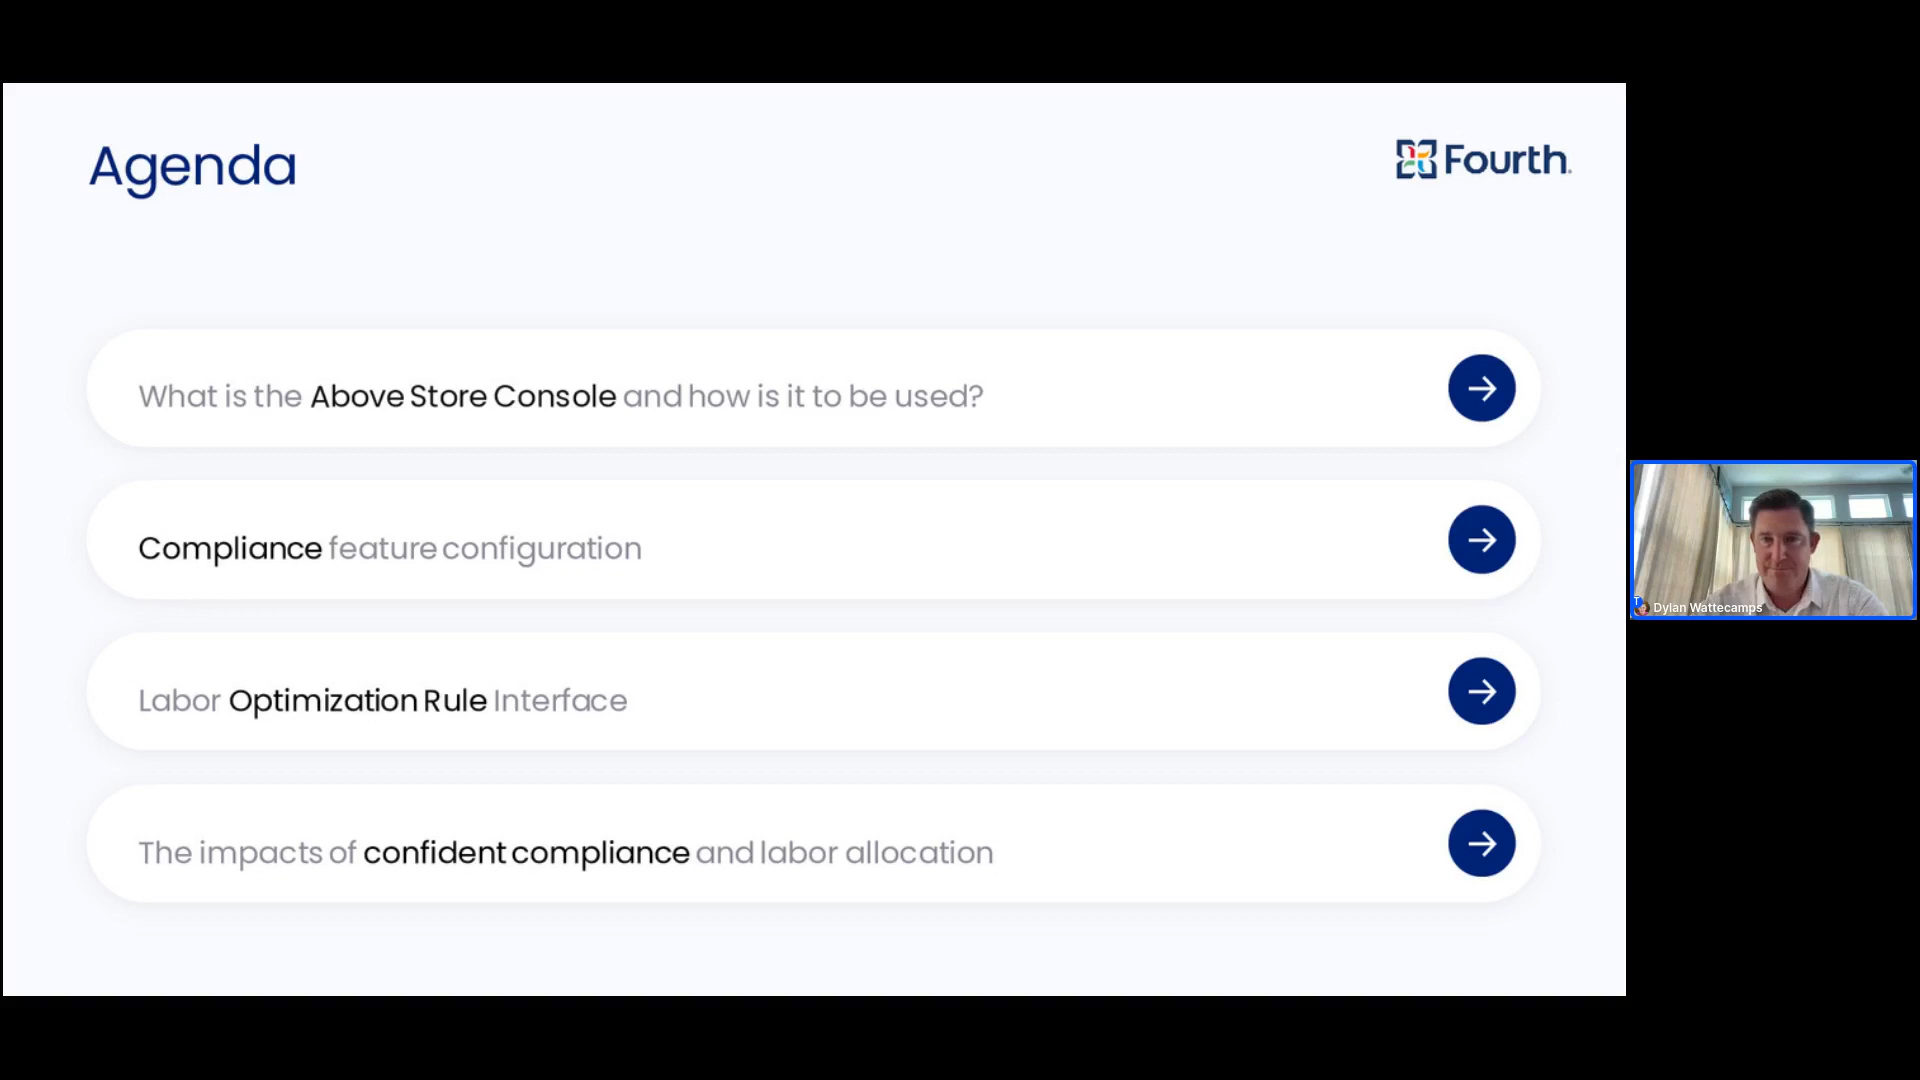 Agenda
Fourth.
What is the Above Store Console and how is it to be used?
Compliance feature configuration
Labor Optimization Rule Interface
The impacts of confident compliance and labor allocation
Dylan Wattecamps